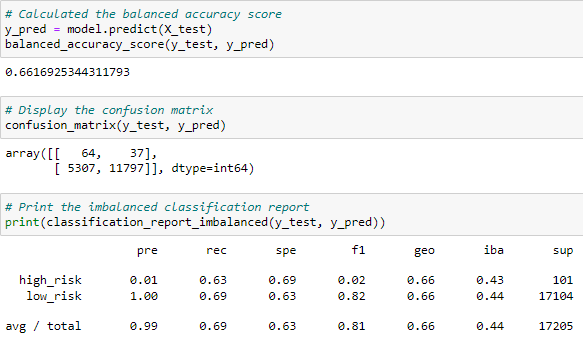 # Calculated the balanced accuracy score
y_pred = model.predict(X_test)
balanced_accuracy_score(y_test, y_pred)
0.6616925344311793
# Display the confusion matrix
confusion_matrix(y_test, y_pred)
array([[   64,    37],
       [ 5307, 11797]], dtype=int64)
# Print the imbalanced classification report
print(classification_report_imbalanced(y_test, y_pred))
                   pre       rec       spe        f1       geo       iba       sup
  high_risk       0.01      0.63      0.69      0.02      0.66      0.43       101
   low_risk       1.00      0.69      0.63      0.82      0.66      0.44     17104
avg / total       0.99      0.69      0.63      0.81      0.66      0.44     17205